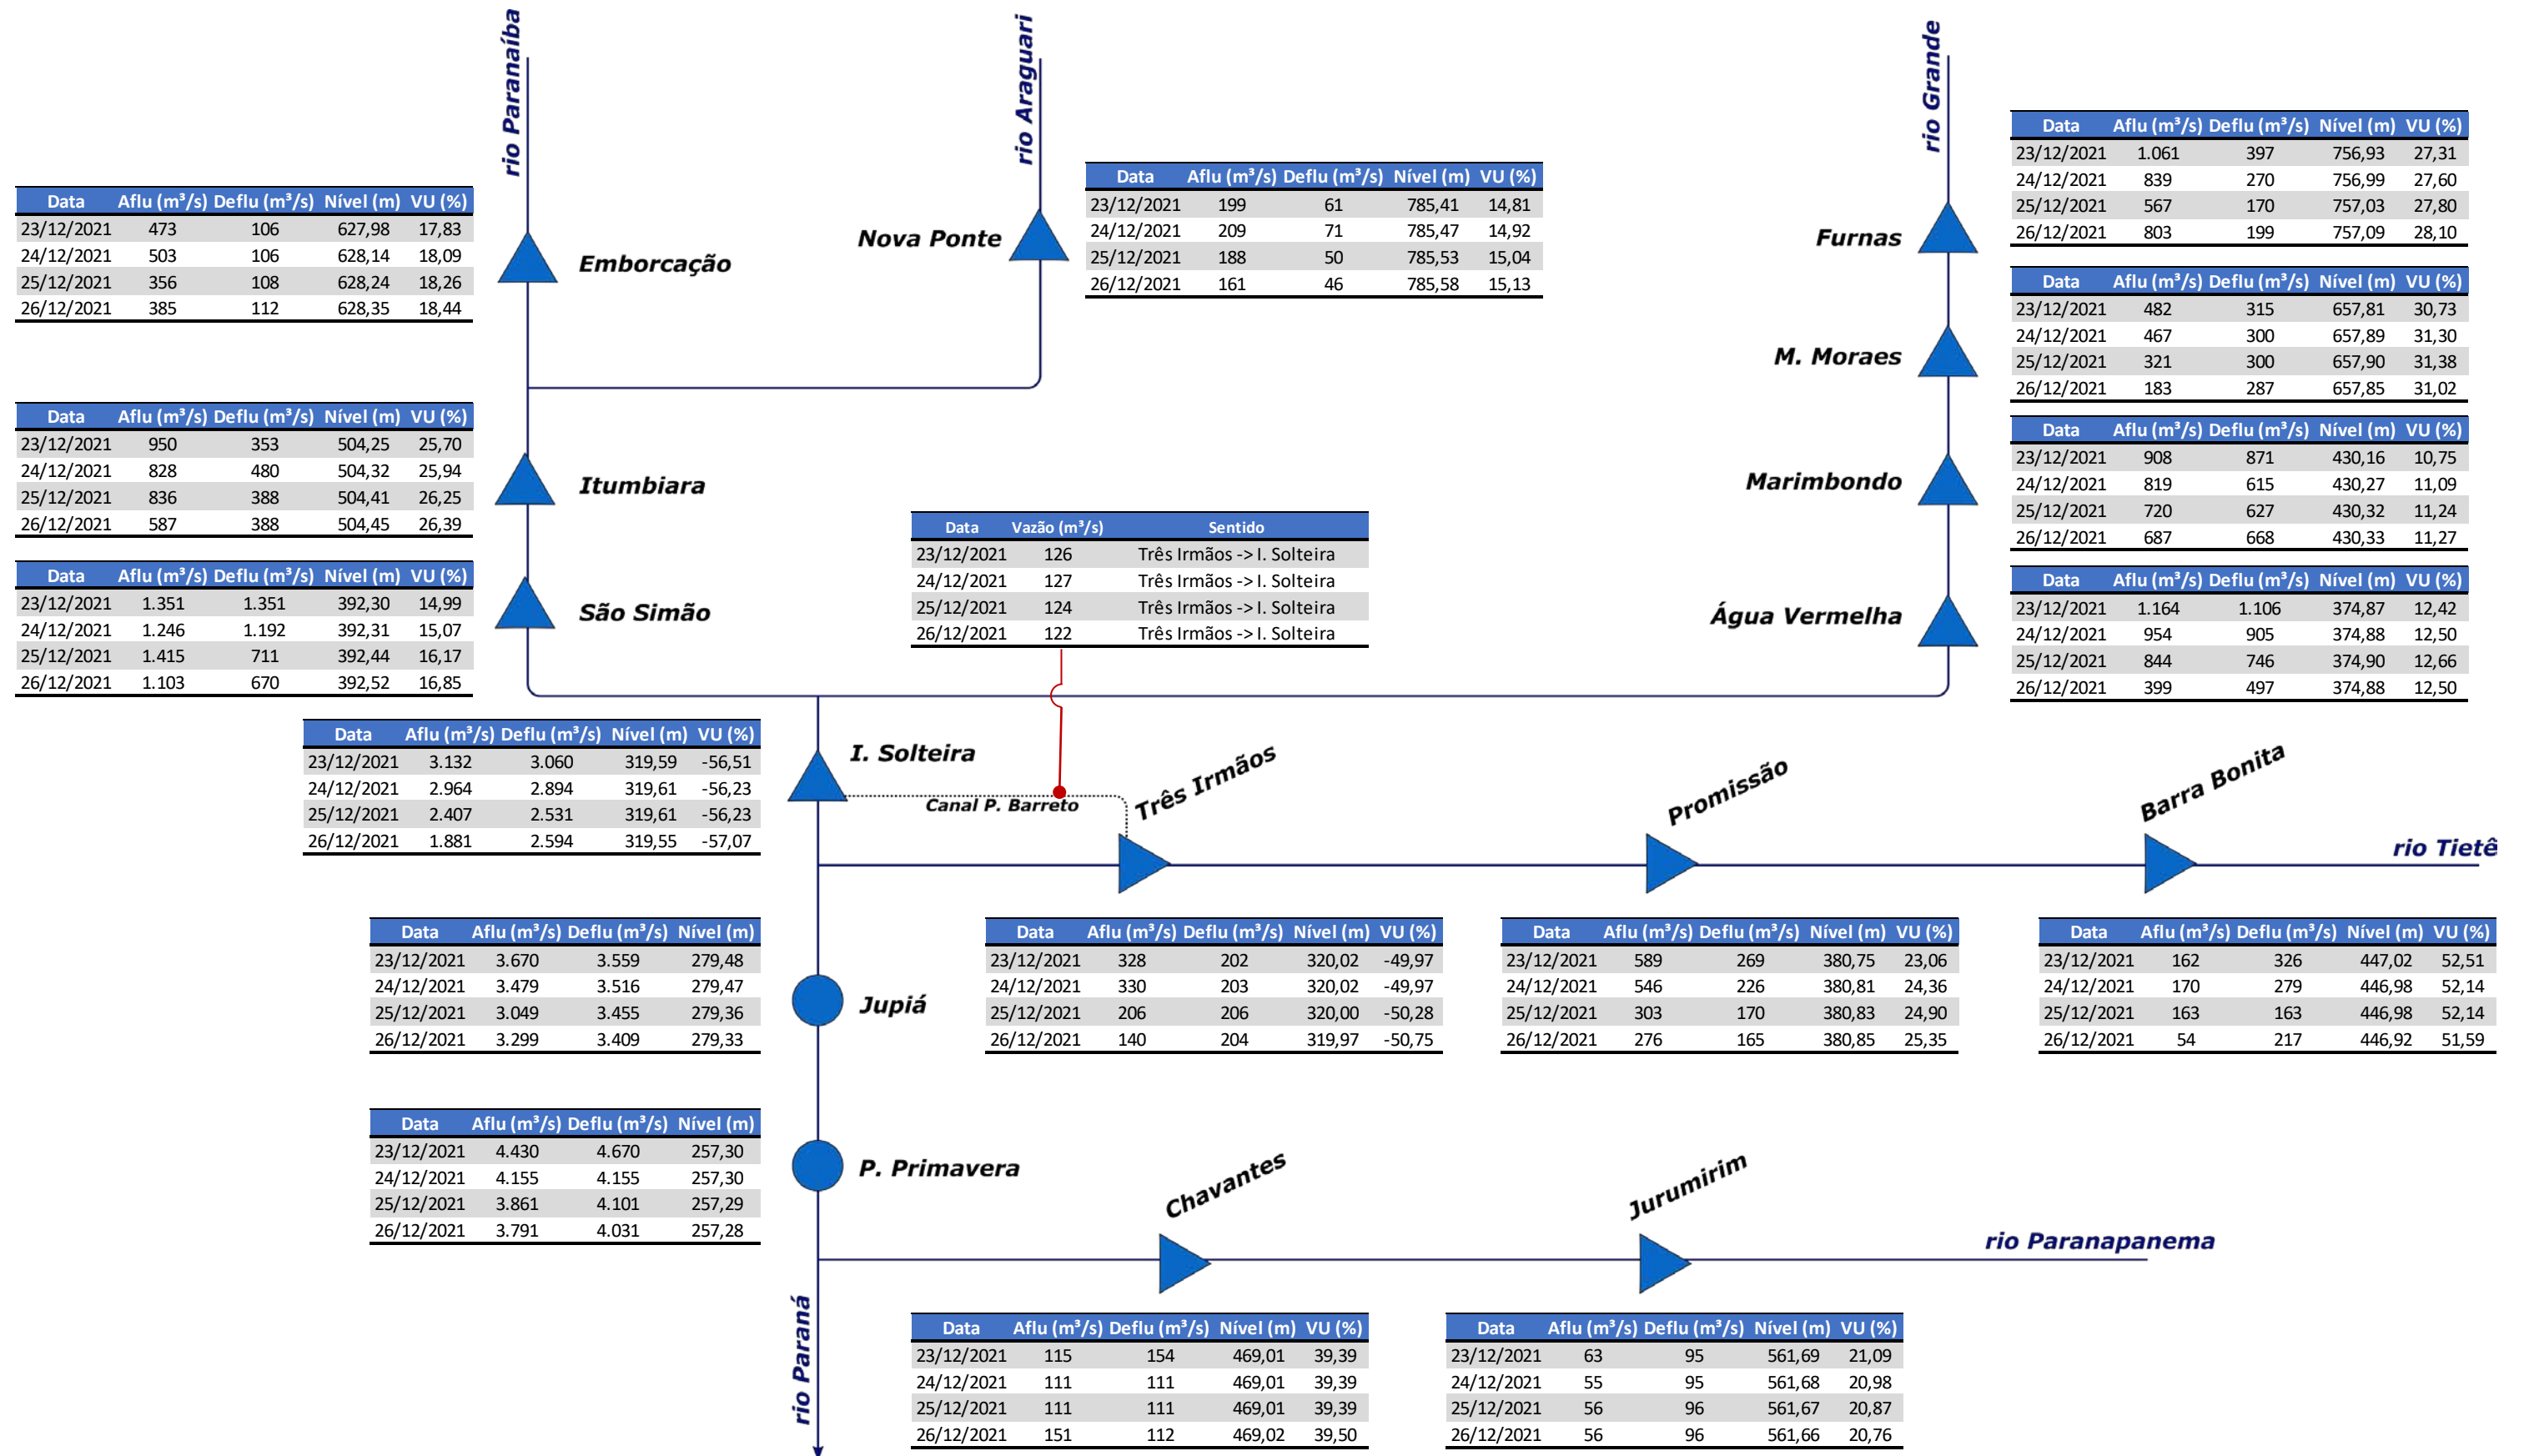 rio Paranaíba
rio Araguari
rio Grande
Data Aflu (m³/s) Deflu (m³/s) Nível (m) VU (%)
23/12/2021 473 106 627,98 17,83
24/12/2021 503 106 628,14 18,09
25/12/2021 356 108 628,24 18,26
26/12/2021 385 112 628,35 18,44
Emborcação
Nova Ponte
Data Aflu (m³/s) Deflu (m³/s) Nível (m) VU (%)
23/12/2021 199 61 785,41 14,81
24/12/2021 209 71 785,47 14,92
25/12/2021 188 50 785,53 15,04
26/12/2021 161 46 785,58 15,13
Furnas
Data Aflu (m³/s) Deflu (m³/s) Nível (m) VU (%)
23/12/2021 1.061 397 756,93 27,31
24/12/2021 839 270 756,99 27,60
25/12/2021 567 170 757,03 27,80
26/12/2021 803 199 757,09 28,10
M. Moraes
Data Aflu (m³/s) Deflu (m³/s) Nível (m) VU (%)
23/12/2021 482 315 657,81 30,73
24/12/2021 467 300 657,89 31,30
25/12/2021 321 300 657,90 31,38
26/12/2021 183 287 657,85 31,02
Data Aflu (m³/s) Deflu (m³/s) Nível (m) VU (%)
23/12/2021 950 353 504,25 25,70
24/12/2021 828 480 504,32 25,94
25/12/2021 836 388 504,41 26,25
26/12/2021 587 388 504,45 26,39
Itumbiara
Marimbondo
Data Aflu (m³/s) Deflu (m³/s) Nível (m) VU (%)
23/12/2021 908 871 430,16 10,75
24/12/2021 819 615 430,27 11,09
25/12/2021 720 627 430,32 11,24
26/12/2021 687 668 430,33 11,27
Data Aflu (m³/s) Deflu (m³/s) Nível (m) VU (%)
23/12/2021 1.351 1.351 392,30 14,99
24/12/2021 1.246 1.192 392,31 15,07
25/12/2021 1.415 711 392,44 16,17
26/12/2021 1.103 670 392,52 16,85
São Simão
Data Vazão (m³/s) Sentido
23/12/2021 126 Três Irmãos -> I. Solteira
24/12/2021 127 Três Irmãos -> I. Solteira
25/12/2021 124 Três Irmãos -> I. Solteira
26/12/2021 122 Três Irmãos -> I. Solteira
Água Vermelha
Data Aflu (m³/s) Deflu (m³/s) Nível (m) VU (%)
23/12/2021 1.164 1.106 374,87 12,42
24/12/2021 954 905 374,88 12,50
25/12/2021 844 746 374,90 12,66
26/12/2021 399 497 374,88 12,50
Data Aflu (m³/s) Deflu (m³/s) Nível (m) VU (%)
23/12/2021 3.132 3.060 319,59 -56,51
24/12/2021 2.964 2.894 319,61 -56,23
25/12/2021 2.407 2.531 319,61 -56,23
26/12/2021 1.881 2.594 319,55 -57,07
I. Solteira
Canal P. Barreto
Três Irmãos
Promissão
Barra Bonita
rio Tietê
Data Aflu (m³/s) Deflu (m³/s) Nível (m)
23/12/2021 3.670 3.559 279,48
24/12/2021 3.479 3.516 279,47
25/12/2021 3.049 3.455 279,36
26/12/2021 3.299 3.409 279,33
Jupiá
Data Aflu (m³/s) Deflu (m³/s) Nível (m) VU (%)
23/12/2021 328 202 320,02 -49,97
24/12/2021 330 203 320,02 -49,97
25/12/2021 206 206 320,00 -50,28
26/12/2021 140 204 319,97 -50,75
Data Aflu (m³/s) Deflu (m³/s) Nível (m) VU (%)
23/12/2021 589 269 380,75 23,06
24/12/2021 546 226 380,81 24,36
25/12/2021 303 170 380,83 24,90
26/12/2021 276 165 380,85 25,35
Data Aflu (m³/s) Deflu (m³/s) Nível (m) VU (%)
23/12/2021 162 326 447,02 52,51
24/12/2021 170 279 446,98 52,14
25/12/2021 163 163 446,98 52,14
26/12/2021 54 217 446,92 51,59
Data Aflu (m³/s) Deflu (m³/s) Nível (m)
23/12/2021 4.430 4.670 257,30
24/12/2021 4.155 4.155 257,30
25/12/2021 3.861 4.101 257,29
26/12/2021 3.791 4.031 257,28
P. Primavera
Chavantes
Jurumirim
rio Paranapanema
rio Paraná
Data Aflu (m³/s) Deflu (m³/s) Nível (m) VU (%)
23/12/2021 115 154 469,01 39,39
24/12/2021 111 111 469,01 39,39
25/12/2021 111 111 469,01 39,39
26/12/2021 151 112 469,02 39,50
Data Aflu (m³/s) Deflu (m³/s) Nível (m) VU (%)
23/12/2021 63 95 561,69 21,09
24/12/2021 55 95 561,68 20,98
25/12/2021 56 96 561,67 20,87
26/12/2021 56 96 561,66 20,76